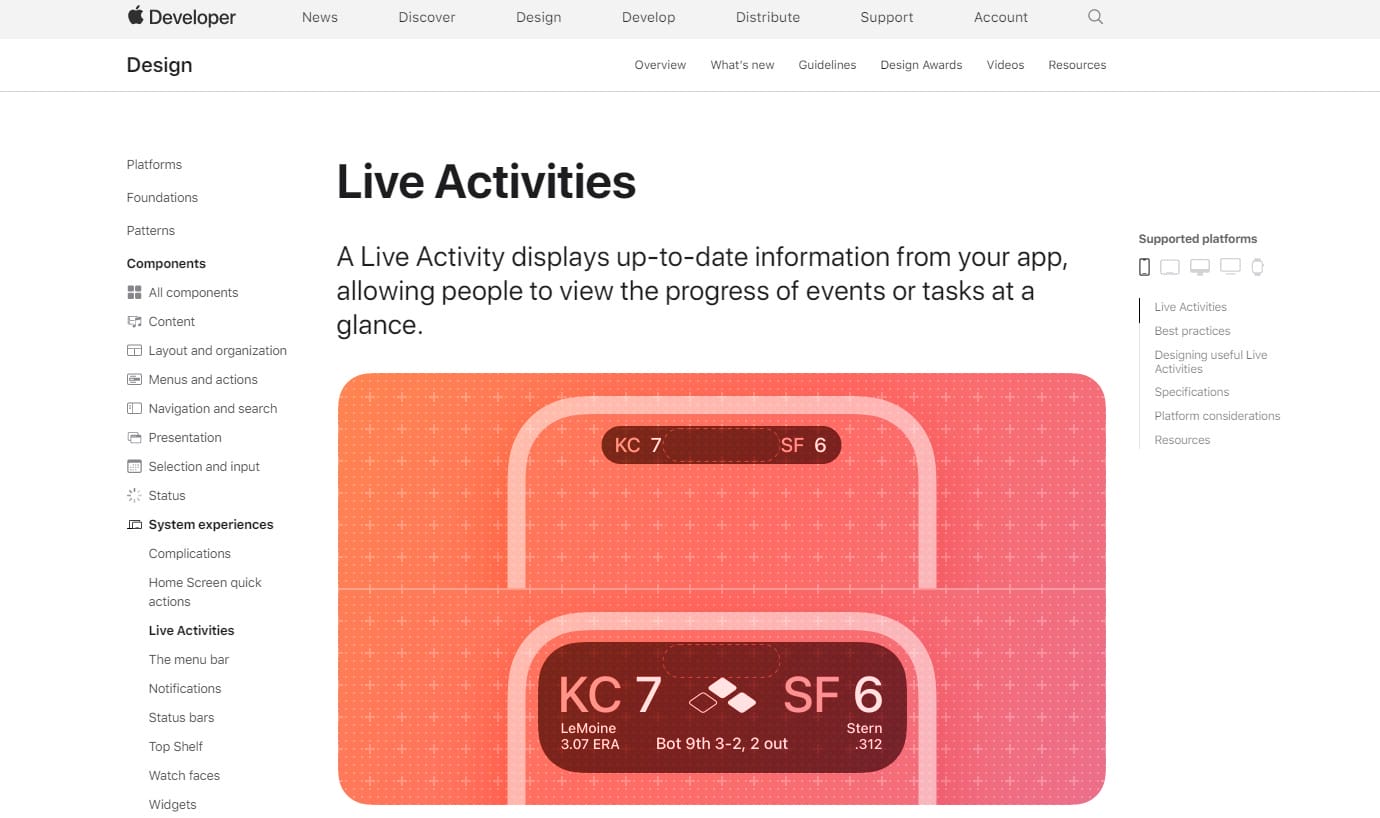 Developer
News
Discover
Design
Develop
Distribute
Support
Account
Design
Overview
What's new
Guidelines
Design Awards
Videos
Resources
Platforms
Foundations
Patterns
Components
All components
Content
Layout and organization
Menus and actions
Navigation and search
Presentation
Selection and input
Status
System experiences
Complications
Home Screen quick
actions
Live Activities
The menu bar
Notifications
Status bars
Top Shelf
Watch faces
Widgets
Live Activities
A Live Activity displays up-to-date information from your app,
allowing people to view the progress of events or tasks at a
glance.
KC 7 SF 6
KC 7 SF 6
LeMoine Stern
3.07 ERA Bot 9th 3-2, 2 out .312
Supported platforms
Live Activities
Best practices
Designing useful Live
Activities
Specifications
Platform considerations
Resources